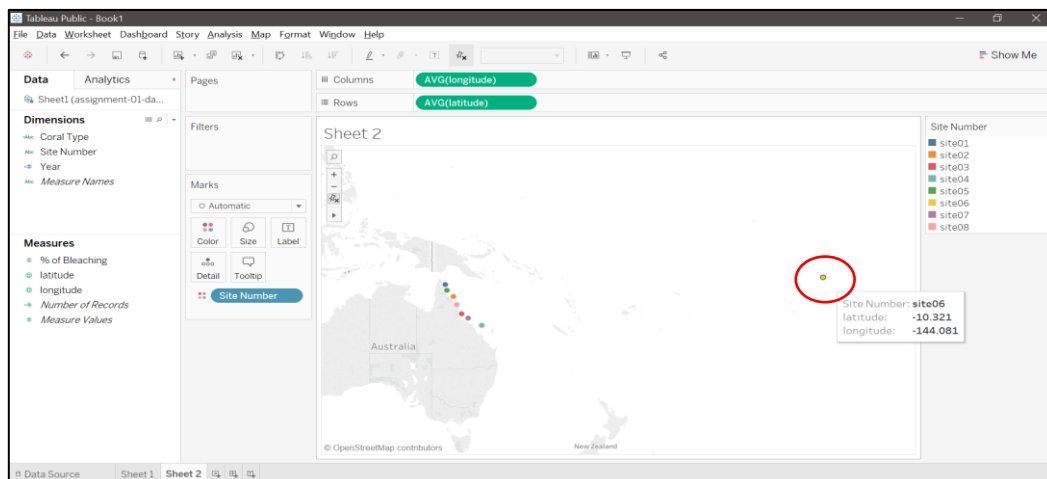 Tableau Public - Book1
File Data Worksheet Dashboard Story Analysis Map Format Window Help
Show Me
Data Analytics
Sheet1 (assignment-01-da...
Dimensions
Abc Coral Type
Abc Site Number
Year
Abc Measure Names
Measures
% of Bleaching
latitude
longitude
Number of Records
Measure Values
Pages
Filters
Marks
Automatic
Color Size Label
Detail Tooltip
Site Number
Columns AVG(longitude)
Rows AVG(latitude)
Sheet 2
Australia
New Zealand
© OpenStreetMap contributors
Site Number: site06
latitude: -10.321
longitude: -144.081
Site Number
site01
site02
site03
site04
site05
site06
site07
site08
Data Source Sheet 1 Sheet 2